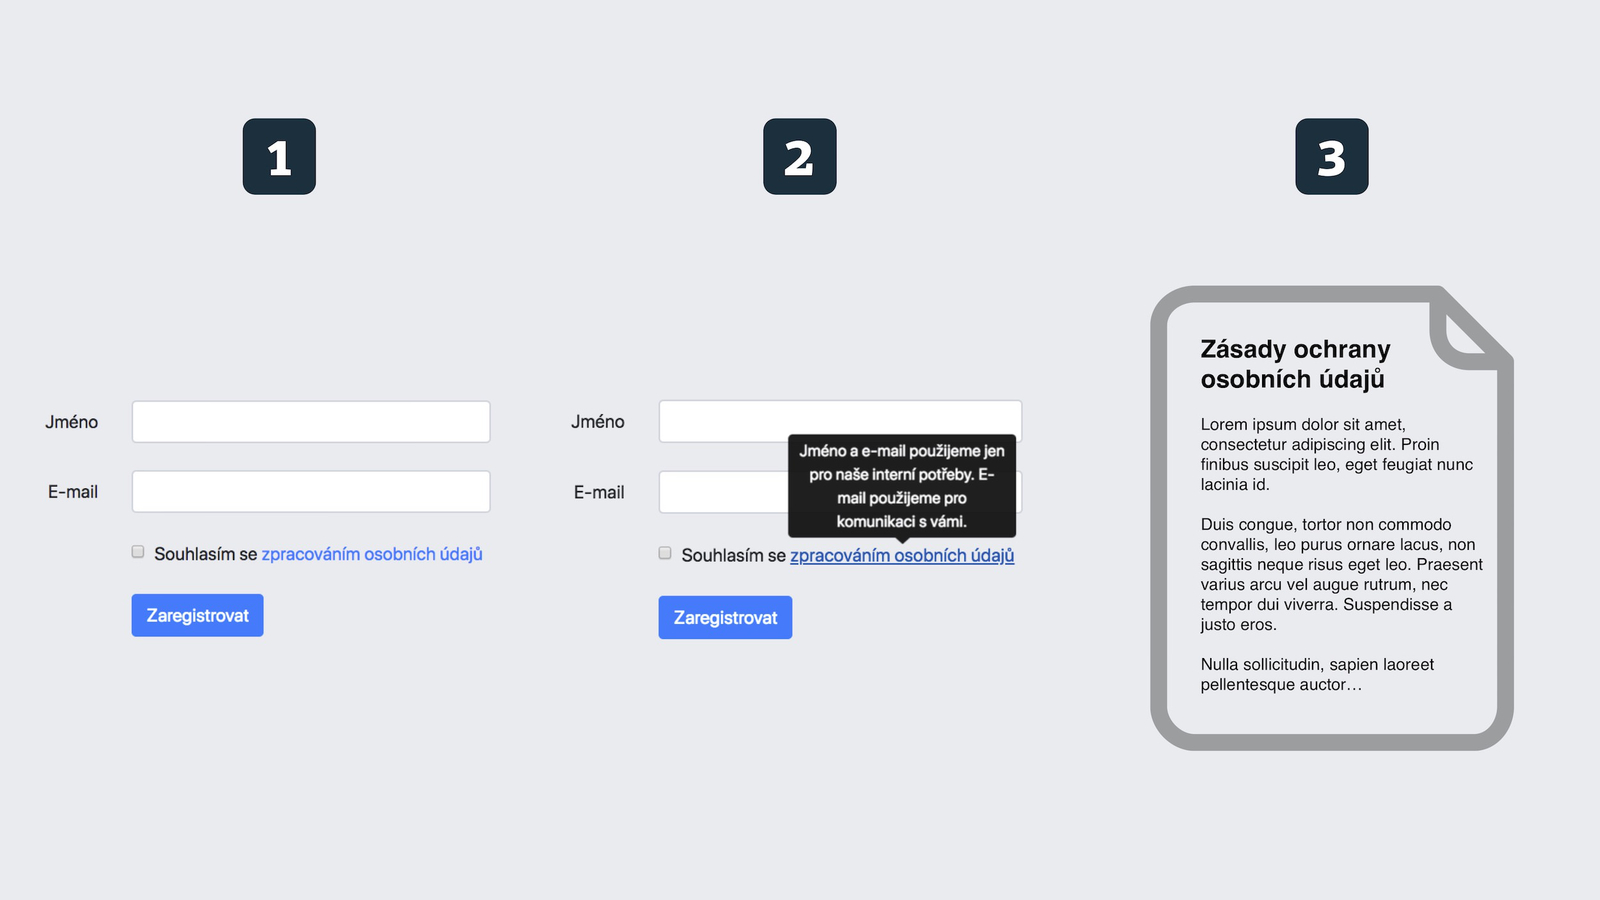 1
2
3
Jméno
E-mail
Souhlasím se zpracováním osobních údajů
Zaregistrovat
Jméno
Jméno a e-mail použijeme jen
pro naše interní potřeby. E-
mail použijeme pro
komunikaci s vámi.
E-mail
Souhlasím se zpracováním osobních údajů
Zaregistrovat
Zásady ochrany
osobních údajů
Lorem ipsum dolor sit amet,
consectetur adipiscing elit. Proin
finibus suscipit leo, eget feugiat nunc
lacinia id.
Duis congue, tortor non commodo
convallis, leo purus ornare lacus, non
sagittis neque risus eget leo. Praesent
varius arcu vel augue rutrum, nec
tempor dui viverra. Suspendisse a
justo eros.
Nulla sollicitudin, sapien laoreet
pellentesque auctor…